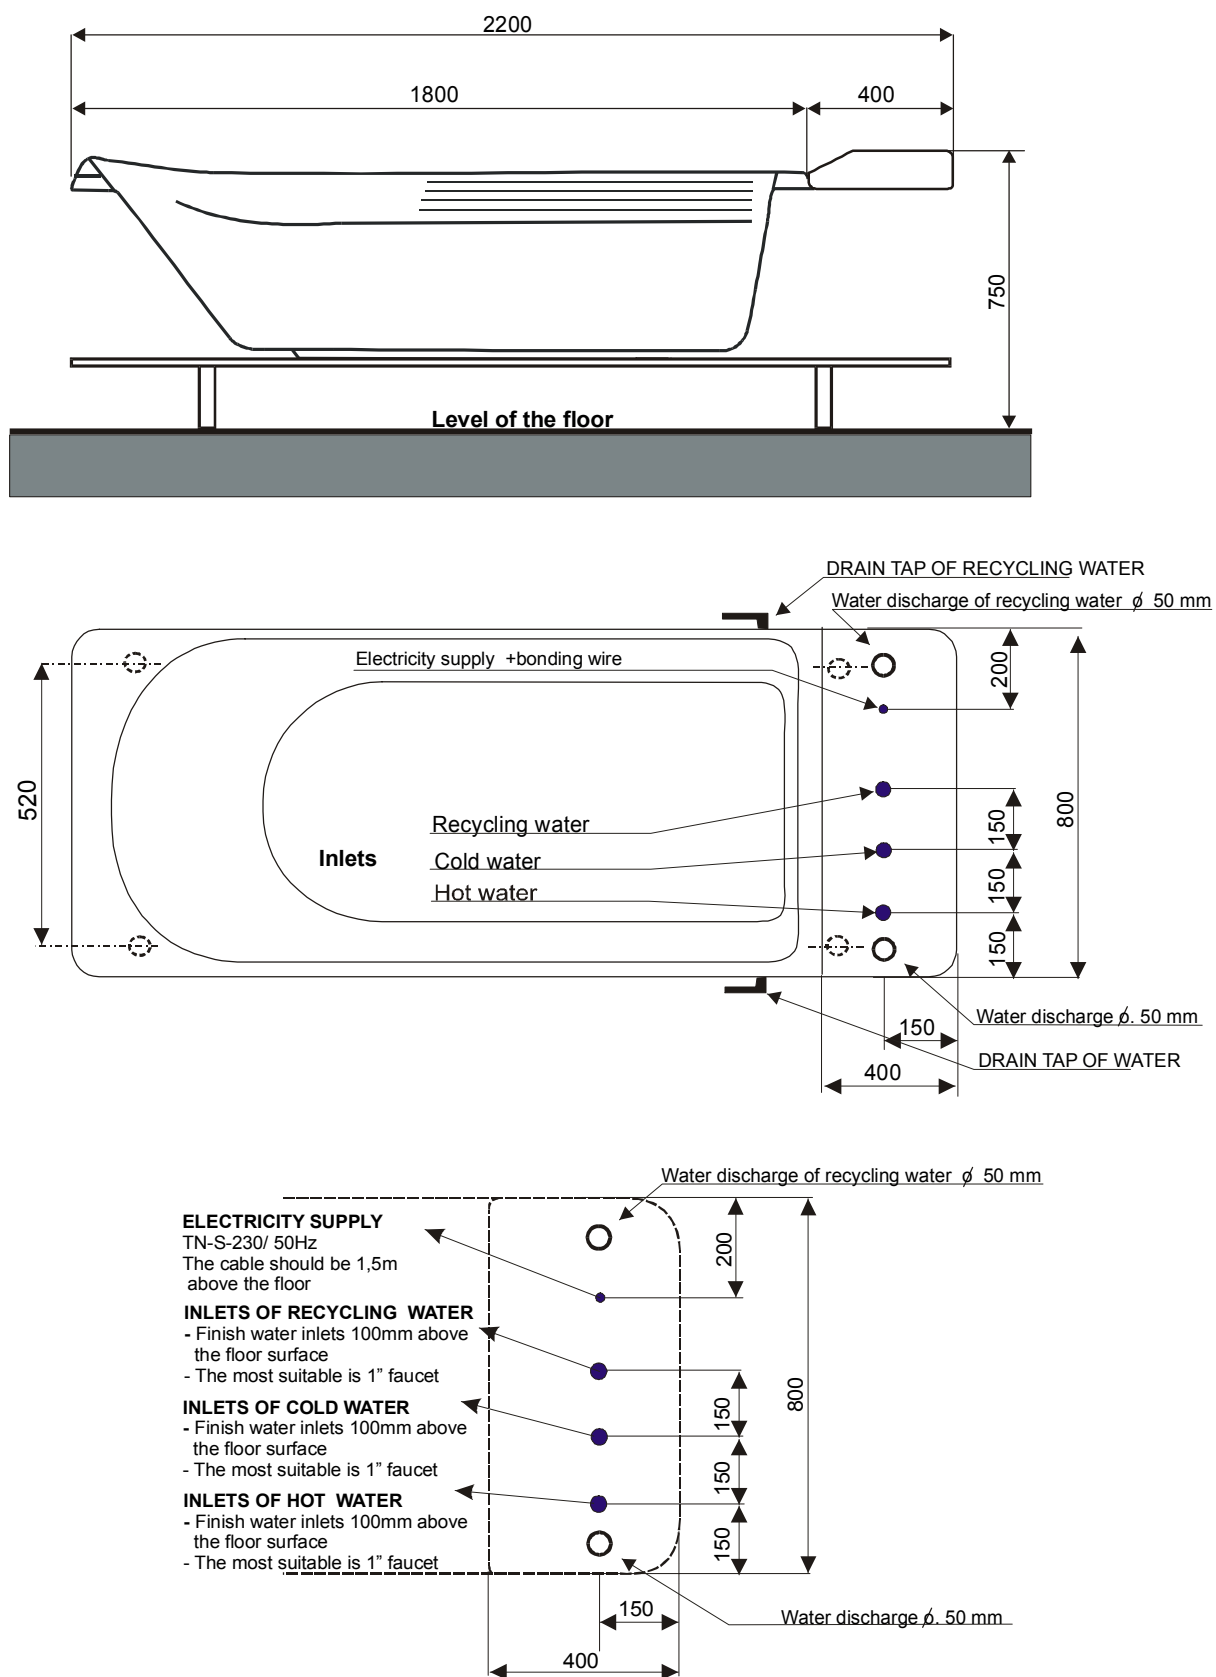 2200
1800
400
750
Level of the floor
DRAIN TAP OF RECYCLING WATER
Water discharge of recycling water ϕ 50 mm
Electricity supply +bonding wire
200
520
800
150
Recycling water
Inlets
Cold water
150
Hot water
150
Water discharge ϕ. 50 mm
150
DRAIN TAP OF WATER
400
Water discharge of recycling water ϕ 50 mm
ELECTRICITY SUPPLY
TN-S-230/ 50Hz
The cable should be 1,5m
above the floor
200
INLETS OF RECYCLING WATER
- Finish water inlets 100mm above
the floor surface
- The most suitable is 1” faucet
800
150
INLETS OF COLD WATER
- Finish water inlets 100mm above
the floor surface
- The most suitable is 1” faucet
150
INLETS OF HOT WATER
- Finish water inlets 100mm above
the floor surface
- The most suitable is 1” faucet
150
150
Water discharge ϕ. 50 mm
400